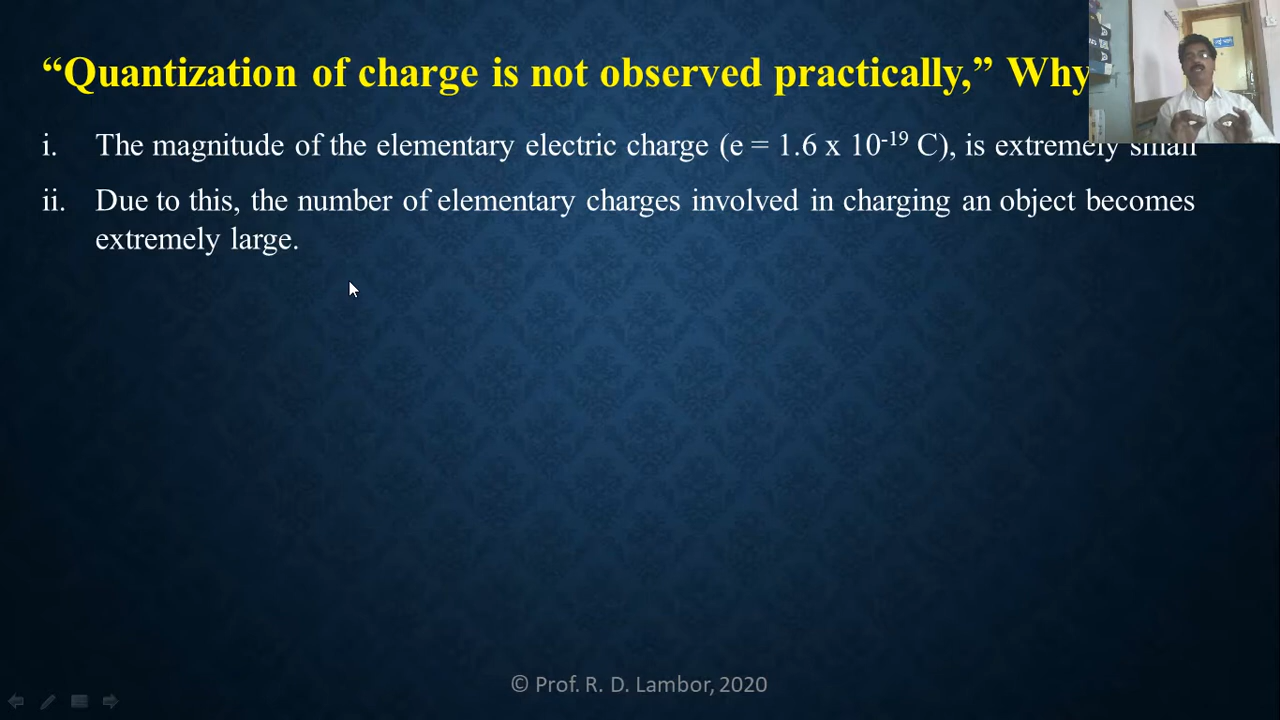 “Quantization of charge is not observed practically,” Why
i. The magnitude of the elementary electric charge (e = 1.6 x 10⁻¹⁹ C), is extremely small
ii. Due to this, the number of elementary charges involved in charging an object becomes
extremely large.
© Prof. R. D. Lambor, 2020